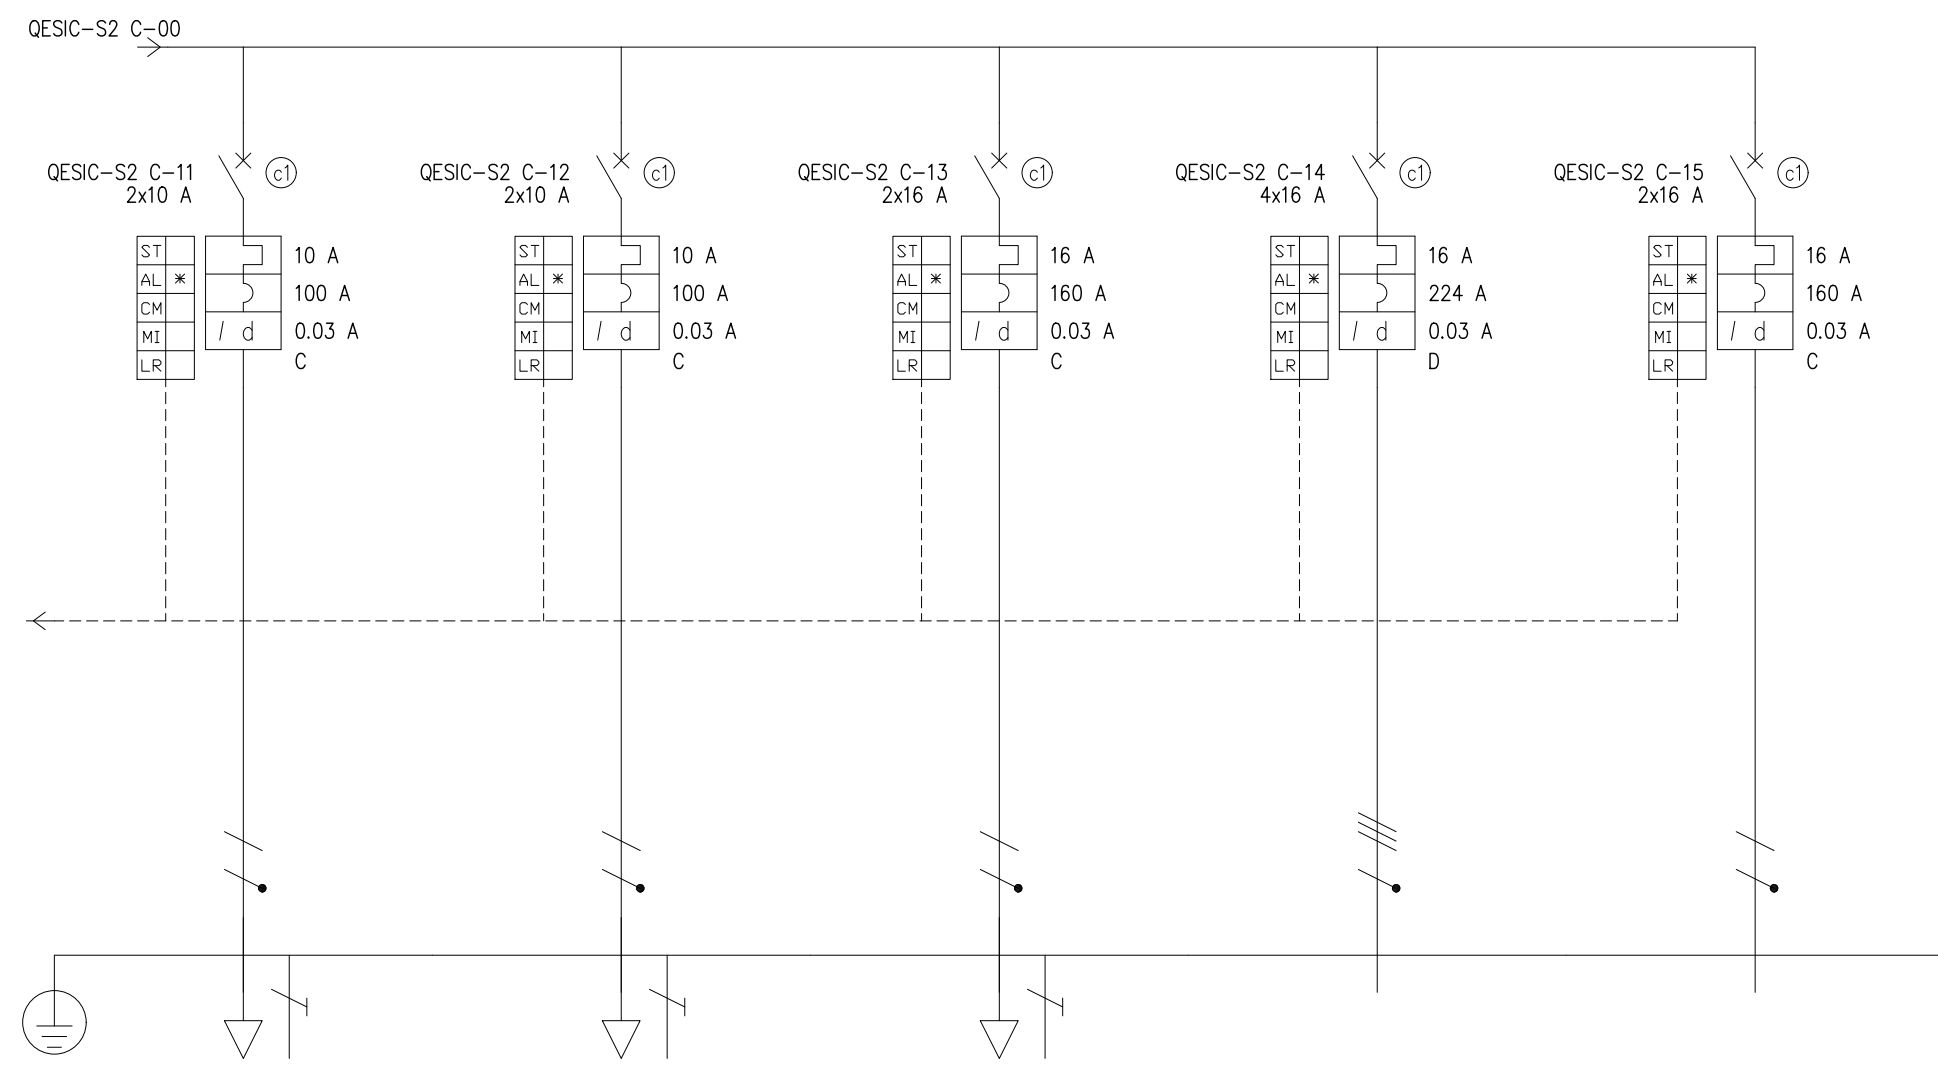 QESIC-S2 C-00
QESIC-S2 C-11
2x10 A
c1
ST
AL *
CM
MI
LR
10 A
100 A
I d
0.03 A
C
QESIC-S2 C-12
2x10 A
c1
ST
AL *
CM
MI
LR
10 A
100 A
I d
0.03 A
C
QESIC-S2 C-13
2x16 A
c1
ST
AL *
CM
MI
LR
16 A
160 A
I d
0.03 A
C
QESIC-S2 C-14
4x16 A
c1
ST
AL *
CM
MI
LR
16 A
224 A
I d
0.03 A
D
QESIC-S2 C-15
2x16 A
c1
ST
AL *
CM
MI
LR
16 A
160 A
I d
0.03 A
C